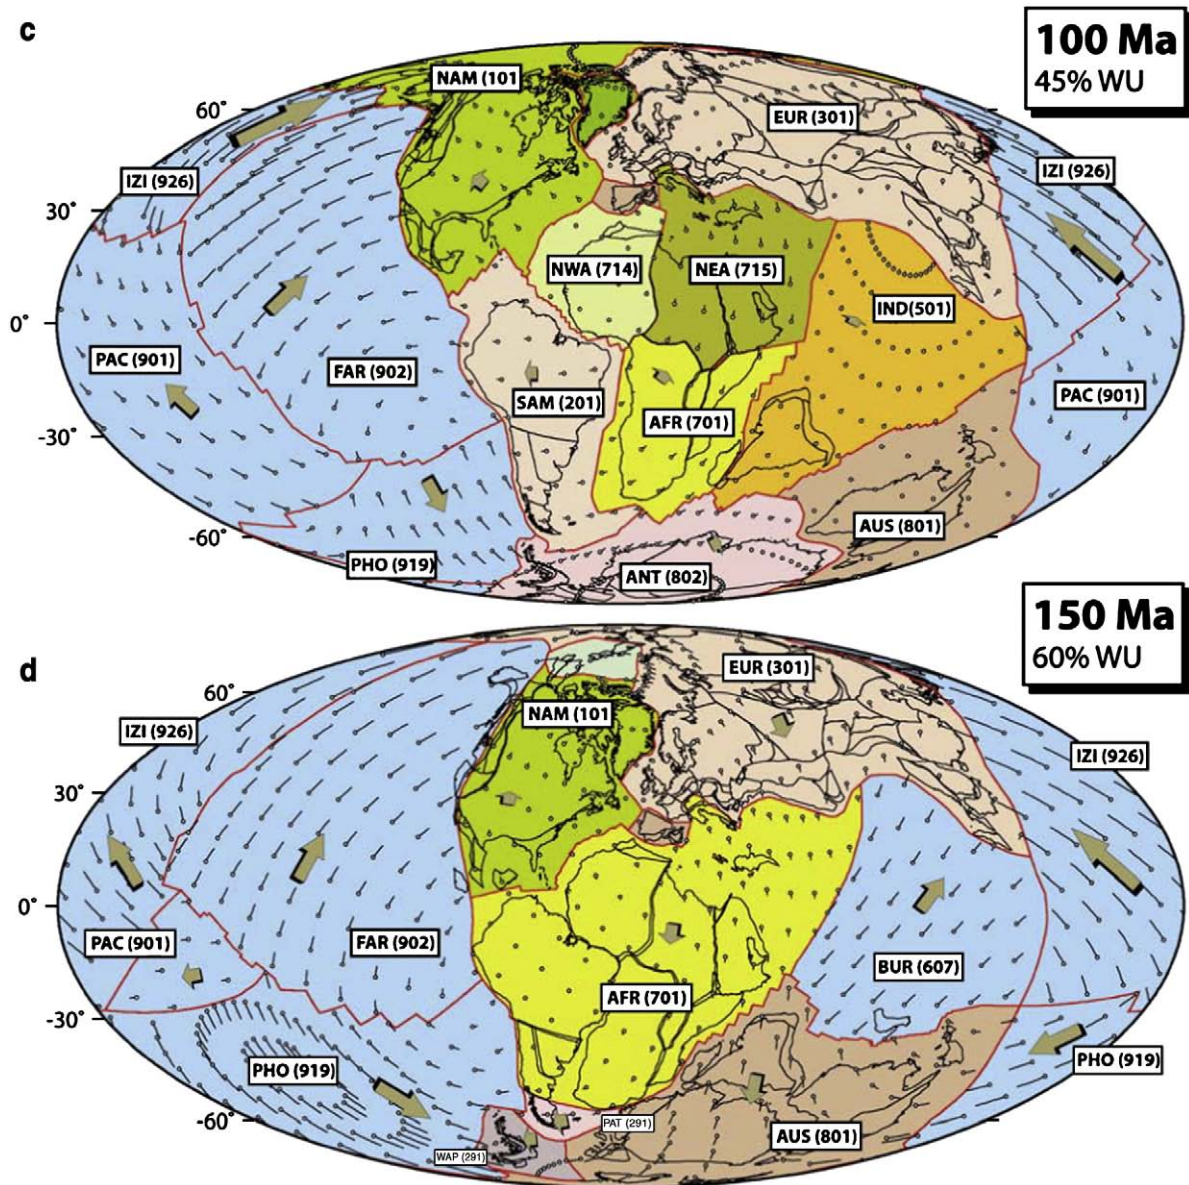 c
100 Ma
45% WU
NAM (101
60°
EUR (301)
IZI (926)
IZI (926)
30°
NWA (714)
NEA (715)
IND(501)
0°
PAC (901)
FAR (902)
PAC (901)
SAM (201)
AFR (701)
-30°
AUS (801)
-60°
PHO (919)
ANT (802)
150 Ma
60% WU
d
EUR (301)
60°
NAM (101
IZI (926)
IZI (926)
30°
0°
PAC (901)
FAR (902)
BUR (607)
AFR (701)
-30°
PHO (919)
PHO (919)
-60°
PAT (291)
AUS (801)
WAP (291)